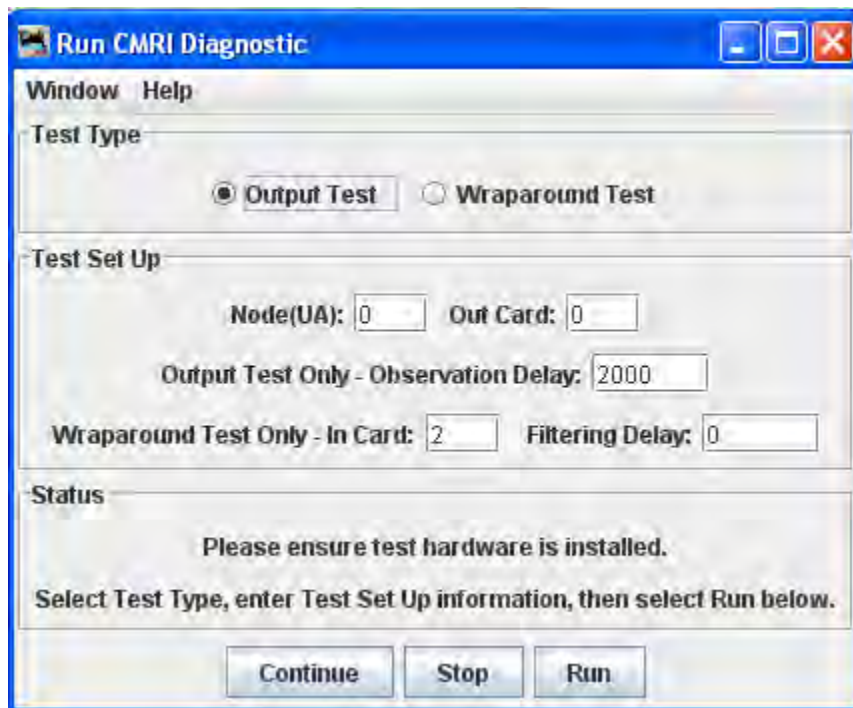 Run CMRI Diagnostic
Window Help
Test Type
Output Test Wraparound Test
Test Set Up
Node(UA): 0 Out Card: 0
Output Test Only - Observation Delay: 2000
Wraparound Test Only - In Card: 2 Filtering Delay: 0
Status
Please ensure test hardware is installed.
Select Test Type, enter Test Set Up information, then select Run below.
Continue Stop Run